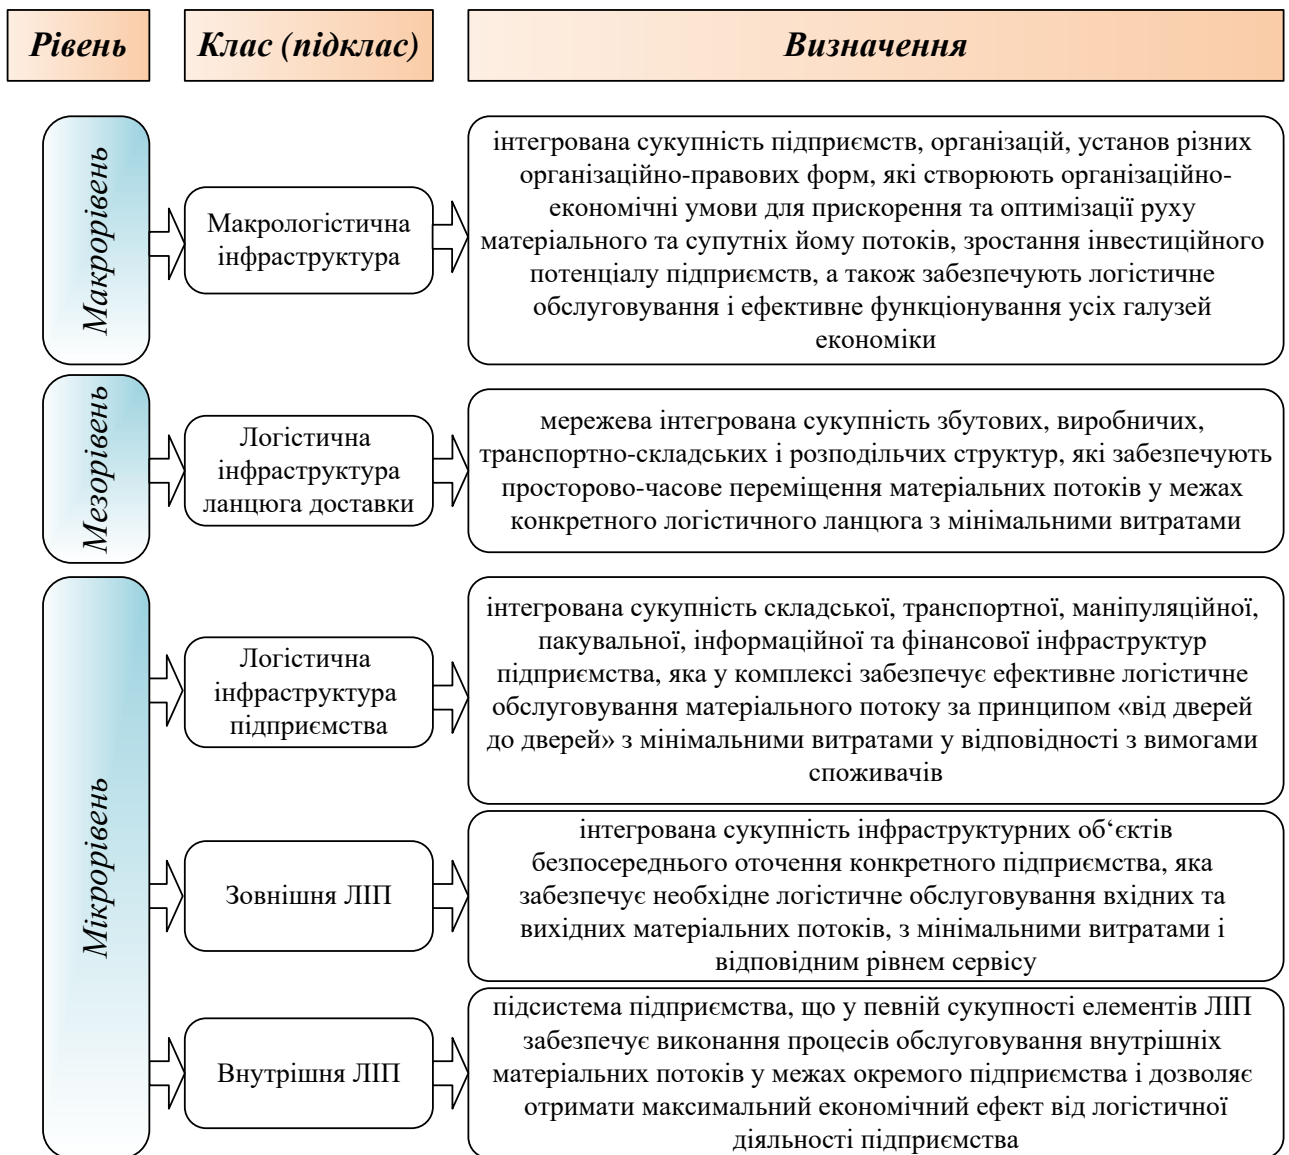 Рівень
Клас (підклас)
Визначення
Макрорівень
Макрологістична
інфраструктура
інтегрована сукупність підприємств, організацій, установ різних
організаційно-правових форм, які створюють організаційно-
економічні умови для прискорення та оптимізації руху
матеріального та супутніх йому потоків, зростання інвестиційного
потенціалу підприємств, а також забезпечують логістичне
обслуговування і ефективне функціонування усіх галузей
економіки
Мезорівень
Логістична
інфраструктура
ланцюга доставки
мережева інтегрована сукупність збутових, виробничих,
транспортно-складських і розподільчих структур, які забезпечують
просторово-часове переміщення матеріальних потоків у межах
конкретного логістичного ланцюга з мінімальними витратами
Мікрорівень
Логістична
інфраструктура
підприємства
інтегрована сукупність складської, транспортної, маніпуляційної,
пакувальної, інформаційної та фінансової інфраструктур
підприємства, яка у комплексі забезпечує ефективне логістичне
обслуговування матеріального потоку за принципом «від дверей
до дверей» з мінімальними витратами у відповідності з вимогами
споживачів
Зовнішня ЛІП
інтегрована сукупність інфраструктурних об‘єктів
безпосереднього оточення конкретного підприємства, яка
забезпечує необхідне логістичне обслуговування вхідних та
вихідних матеріальних потоків, з мінімальними витратами і
відповідним рівнем сервісу
Внутрішня ЛІП
підсистема підприємства, що у певній сукупності елементів ЛІП
забезпечує виконання процесів обслуговування внутрішніх
матеріальних потоків у межах окремого підприємства і дозволяє
отримати максимальний економічний ефект від логістичної
діяльності підприємства